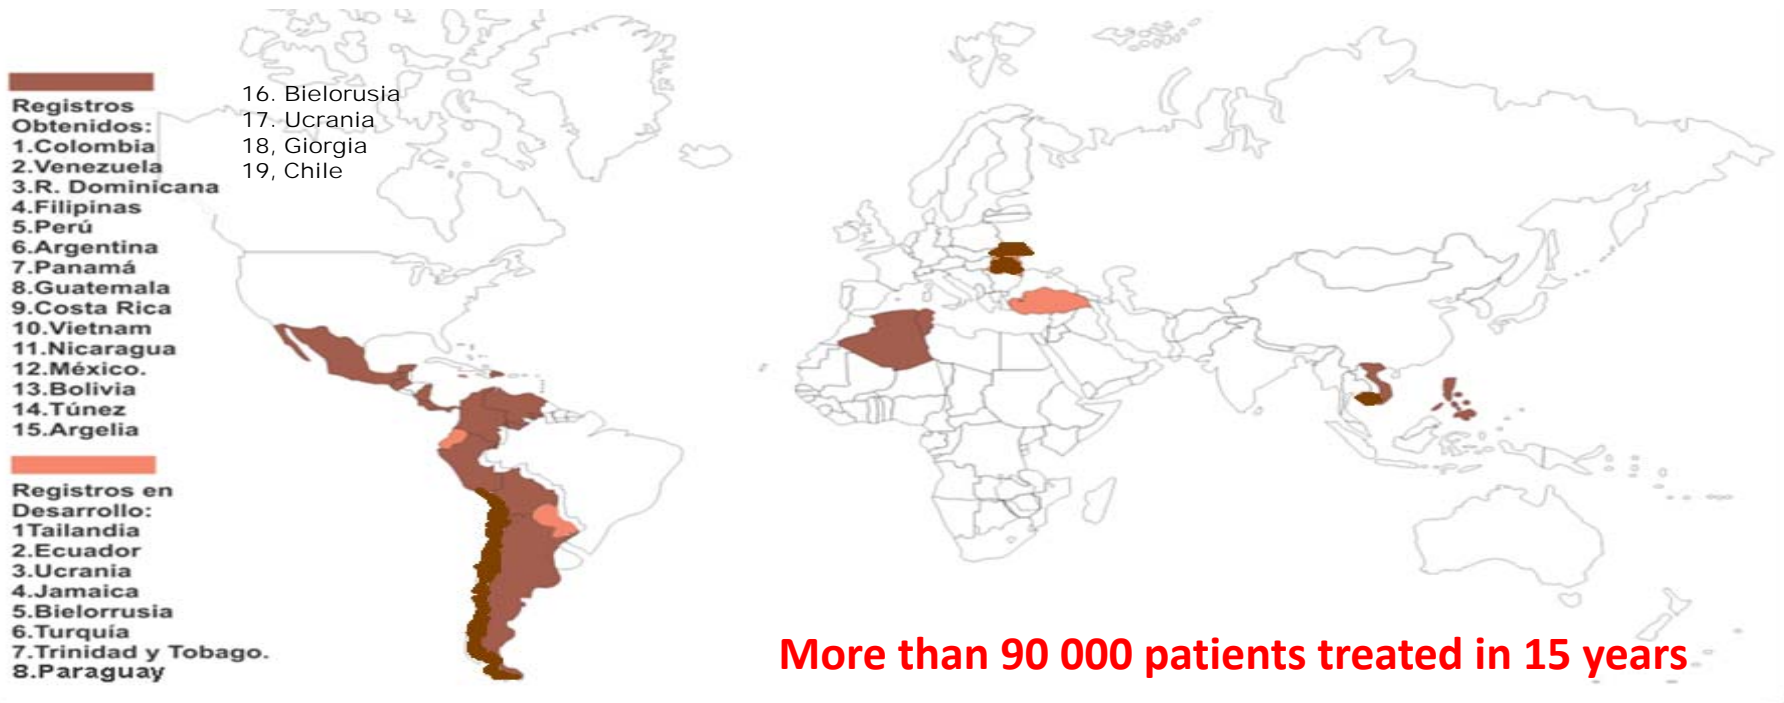 Registros
Obtenidos:
1.Colombia
2.Venezuela
3.R. Dominicana
4.Filipinas
5.Perú
6.Argentina
7.Panamá
8.Guatemala
9.Costa Rica
10.Vietnam
11.Nicaragua
12.México.
13.Bolivia
14.Túnez
15.Argelia
16. Bielorusia
17. Ucrania
18, Giorgia
19, Chile
Registros en
Desarrollo:
1Tailandia
2.Ecuador
3.Ucrania
4.Jamaica
5.Bielorrusia
6.Turquía
7.Trinidad y Tobago.
8.Paraguay
More than 90 000 patients treated in 15 years